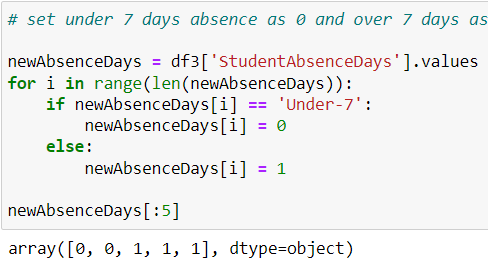 # set under 7 days absence as 0 and over 7 days as
newAbsenceDays = df3['StudentAbsenceDays'].values
for i in range(len(newAbsenceDays)):
    if newAbsenceDays[i] == 'Under-7':
        newAbsenceDays[i] = 0
    else:
        newAbsenceDays[i] = 1
newAbsenceDays[:5]
array([0, 0, 1, 1, 1], dtype=object)